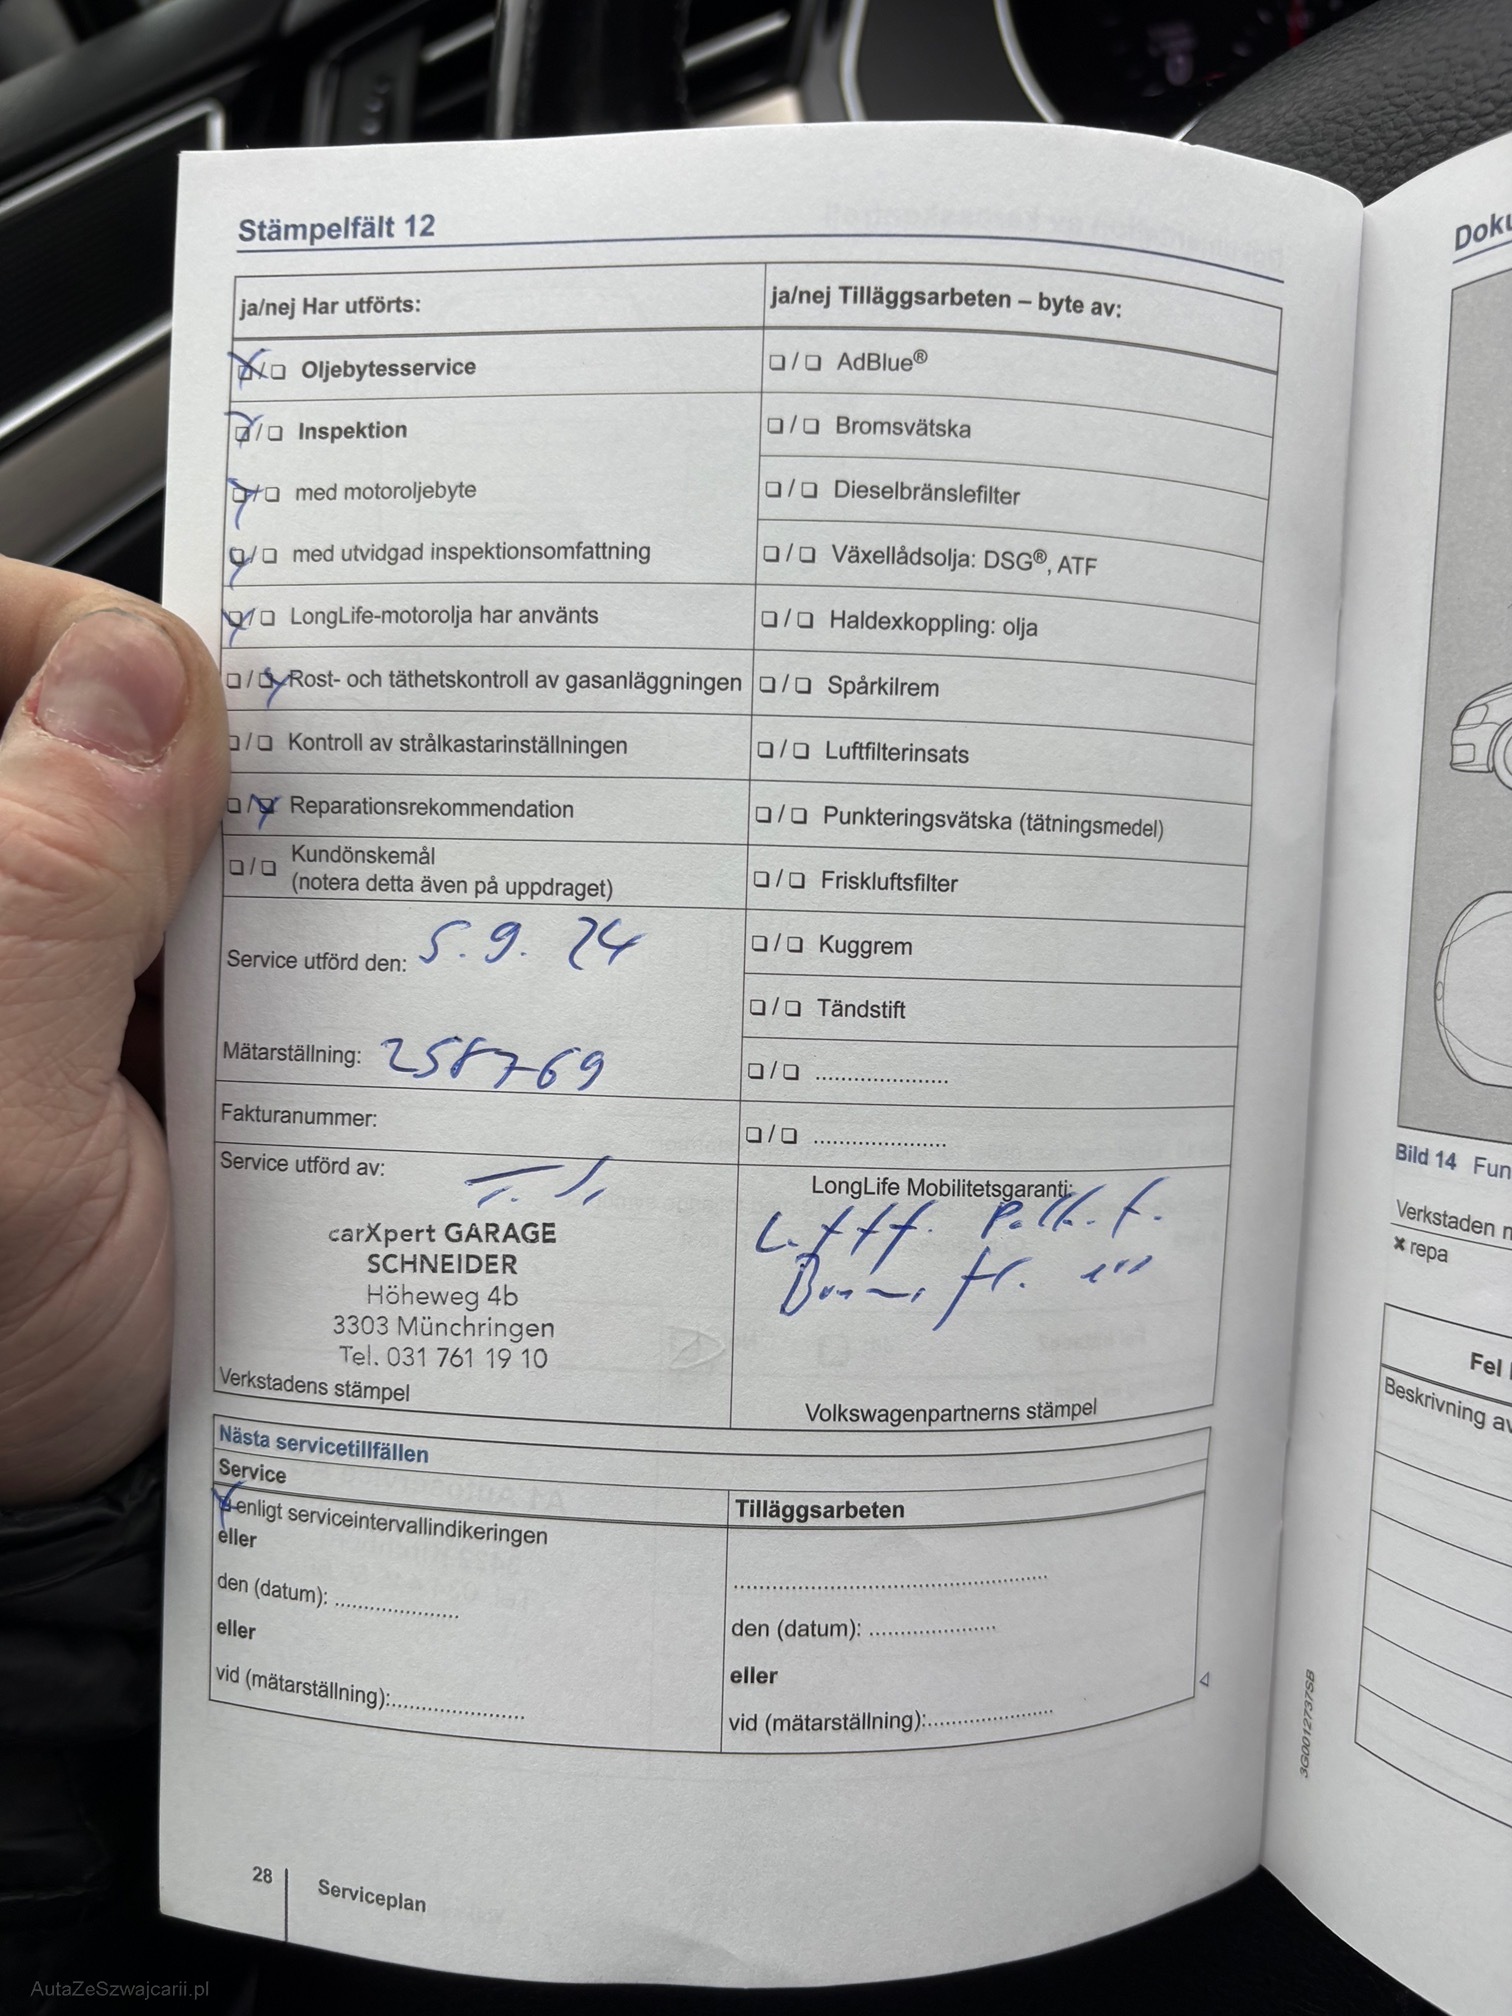 Stämpelfält 12
ja/nej Har utförts:
❏ / ❏ Oljebytesservice
❏ / ❏ Inspektion
❏ / ❏ med motoroljebyte
❏ / ❏ med utvidgad inspektionsomfattning
❏ / ❏ LongLife-motorolja har använts
❏ / ❏ Rost- och täthetskontroll av gasanläggningen
❏ / ❏ Kontroll av strålkastarinställningen
❏ / ❏ Reparationsrekommendation
❏ / ❏ Kundönskemål
(notera detta även på uppdraget)
Service utförd den: 5.9.24
Mätarställning: 258769
Fakturanummer:
Service utförd av:
carXpert GARAGE
SCHNEIDER
Höheweg 4b
3303 Münchringen
Tel. 031 761 19 10
Verkstadens stämpel
ja/nej Tilläggsarbeten – byte av:
❏ / ❏ AdBlue®
❏ / ❏ Bromsvätska
❏ / ❏ Dieselbränslefilter
❏ / ❏ Växellådsolja: DSG®, ATF
❏ / ❏ Haldexkoppling: olja
❏ / ❏ Spårkilrem
❏ / ❏ Luftfilterinsats
❏ / ❏ Punkteringsvätska (tätningsmedel)
❏ / ❏ Friskluftsfilter
❏ / ❏ Kuggrem
❏ / ❏ Tändstift
❏ / ❏ ......................
❏ / ❏ ......................
LongLife Mobilitetsgaranti:
Volkswagenpartnerns stämpel
Nästa servicetillfällen
Service
❏ enligt serviceintervallindikeringen
eller
den (datum): ....................
eller
vid (mätarställning):......................
Tilläggsarbeten
..................................................
den (datum): ....................
eller
vid (mätarställning):....................
28
Serviceplan
3G0012737SB
Bild 14
Verkstaden
✖ repa
Fel
Beskrivning
AutaZeSzwajcarii.pl